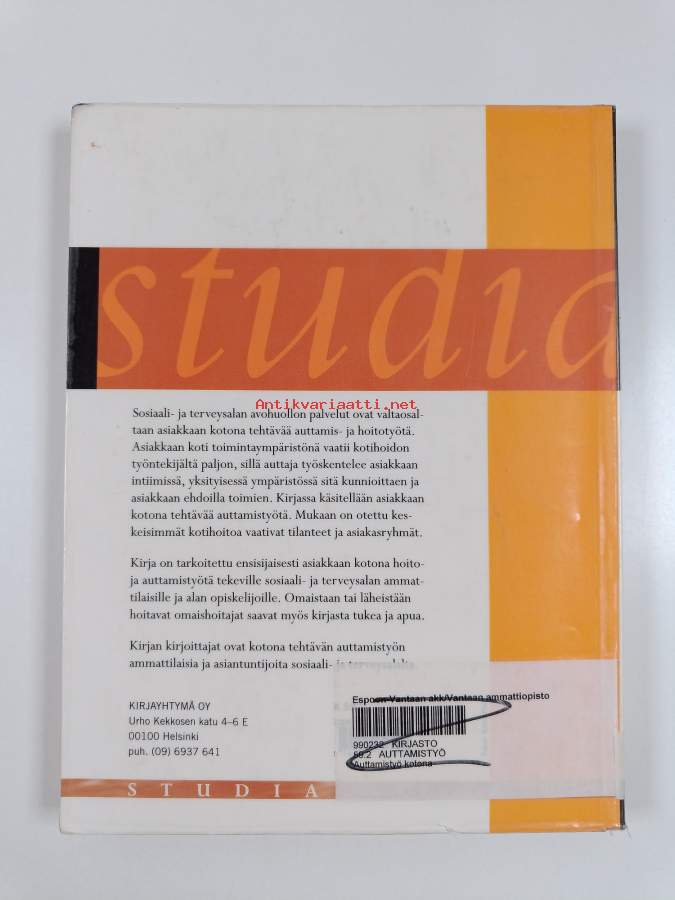 studia
Antikvariaatti.net
Sosiaali- ja terveysalan avohuollon palvelut ovat valtaosal-
taan asiakkaan kotona tehtävää auttamis- ja hoitotyötä.
Asiakkaan koti toimintaympäristönä vaatii kotihoidon
työntekijältä paljon, sillä auttaja työskentelee asiakkaan
intiimissä, yksityisessä ympäristössä sitä kunnioittaen ja
asiakkaan ehdoilla toimien. Kirjassa käsitellään asiakkaan
kotona tehtävää auttamistyötä. Mukaan on otettu kes-
keisimmät kotihoitoa vaativat tilanteet ja asiakasryhmät.
Kirja on tarkoitettu ensisijaisesti asiakkaan kotona hoito-
ja auttamistyötä tekeville sosiaali- ja terveysalan ammat-
tilaisille ja alan opiskelijoille. Omaistaan tai läheistään
hoitavat omaishoitajat saavat myös kirjasta tukea ja apua.
Kirjan kirjoittajat ovat kotona tehtävän auttamistyön
ammattilaisia ja asiantuntijoita sosiaali- ja
KIRJAYHTYMÄ OY
Urho Kekkosen katu 4–6 E
00100 Helsinki
puh. (09) 6937 641
Espoon-Vantaan akk/Vantaan ammattiopisto
990232 KIRJASTO
59.2 AUTTAMISTYÖ
Auttamistyö kotona
STUDIA